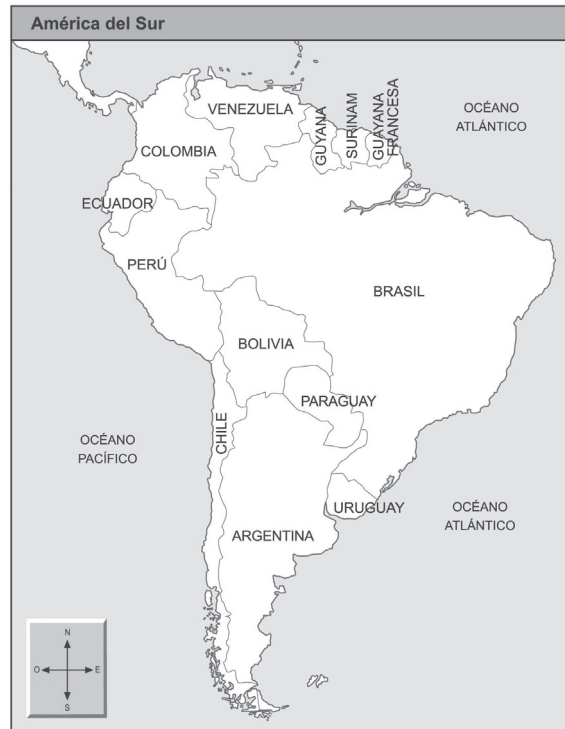 América del Sur
VENEZUELA
GUYANA
SURINAM
GUAYANA
FRANCESA
OCÉANO
ATLÁNTICO
COLOMBIA
ECUADOR
PERÚ
BRASIL
BOLIVIA
PARAGUAY
CHILE
OCÉANO
PACÍFICO
URUGUAY
OCÉANO
ATLÁNTICO
ARGENTINA
N
O
E
S